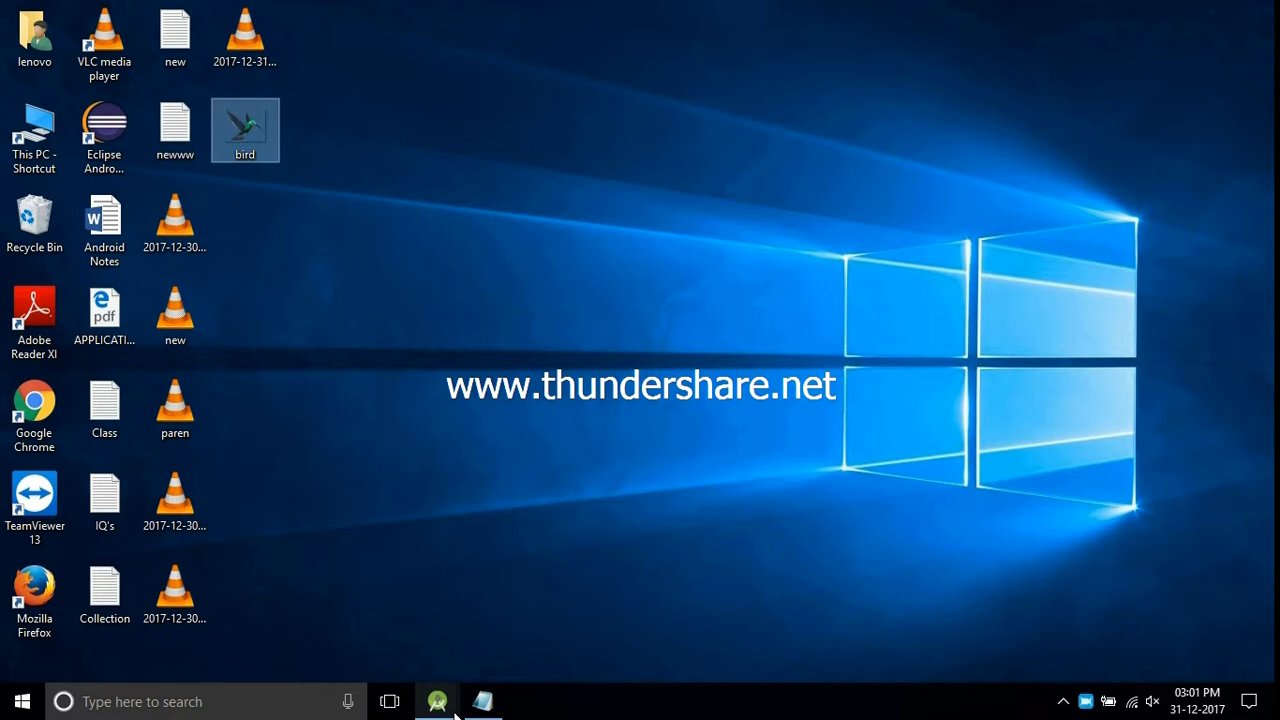 lenovo
VLC media
player
new
2017-12-31...
This PC -
Shortcut
Eclipse
Andro...
newww
bird
Recycle Bin
Android
Notes
2017-12-30...
Adobe
Reader XI
pdf
APPLICATI...
new
www.thundershare.net
Google
Chrome
Class
paren
TeamViewer
13
IQ's
2017-12-30...
Mozilla
Firefox
Collection
2017-12-30...
Type here to search
03:01 PM
31-12-2017